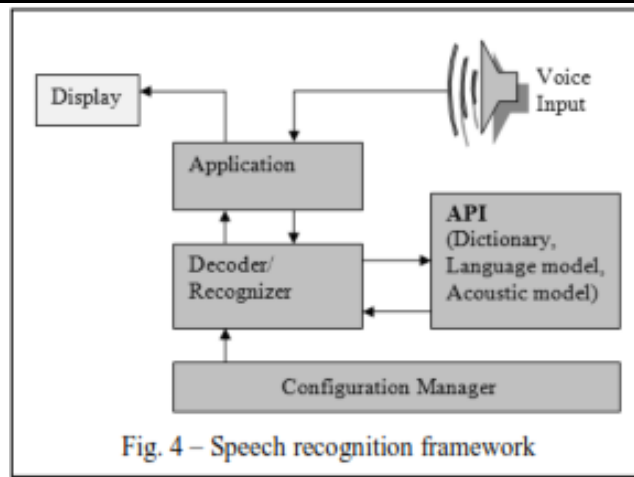 Display
Voice
Input
Application
API
(Dictionary,
Language model,
Acoustic model)
Decoder/
Recognizer
Configuration Manager
Fig. 4 – Speech recognition framework